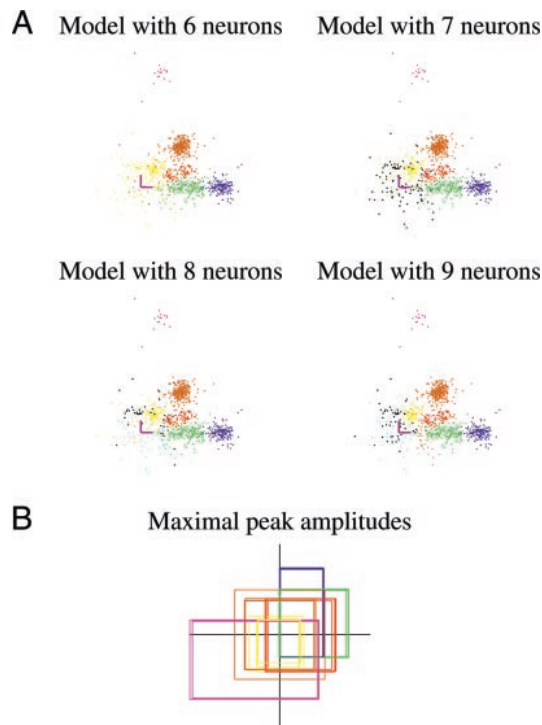 A
Model with 6 neurons
Model with 7 neurons
Model with 8 neurons
Model with 9 neurons
B
Maximal peak amplitudes